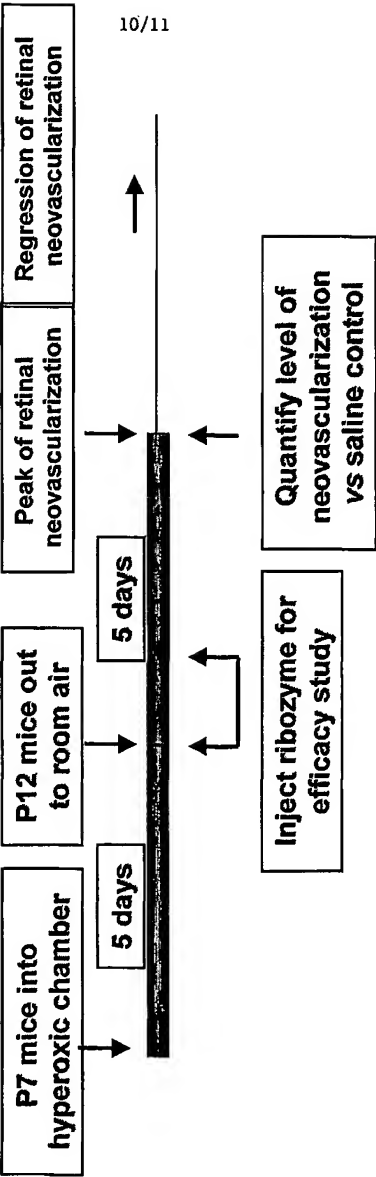 10/11
P7 mice into
hyperoxic chamber
P12 mice out
to room air
Peak of retinal
neovascularization
Regression of retinal
neovascularization
5 days
5 days
Inject ribozyme for
efficacy study
Quantify level of
neovascularization
vs saline control